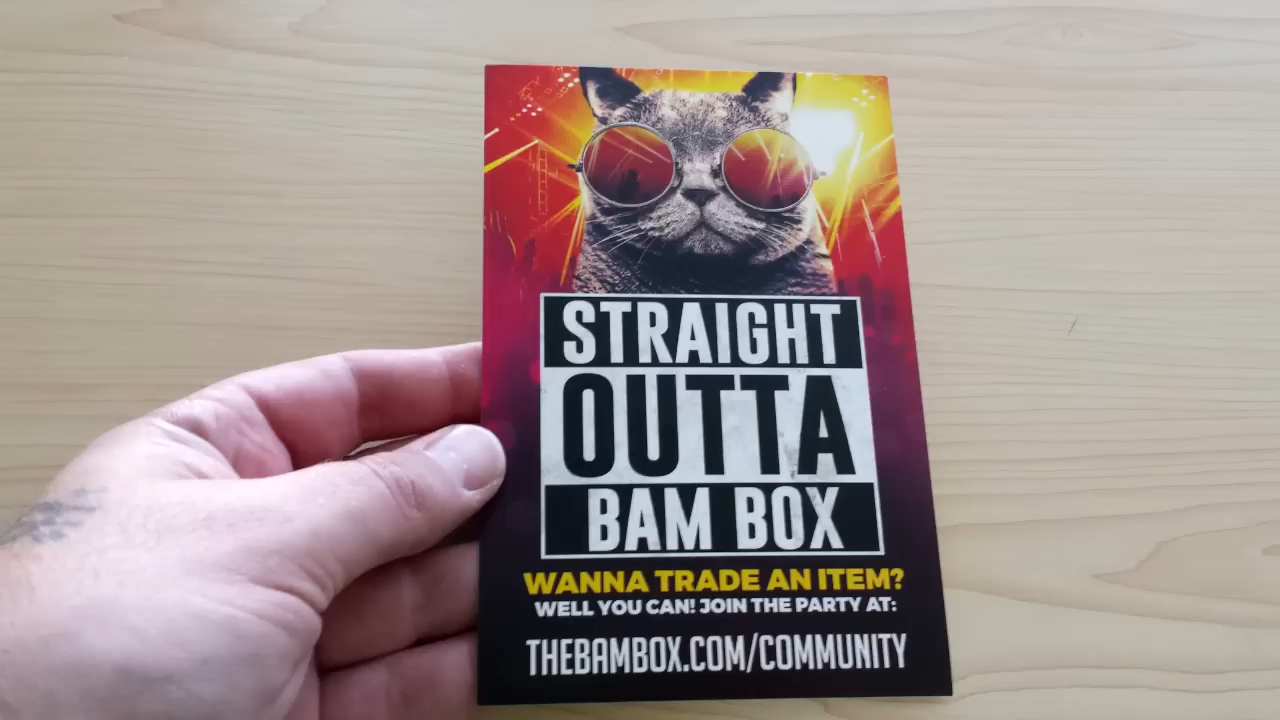 STRAIGHT
OUTTA
BAM BOX
WANNA TRADE AN ITEM?
WELL YOU CAN! JOIN THE PARTY AT:
THEBAMBOX.COM/COMMUNITY